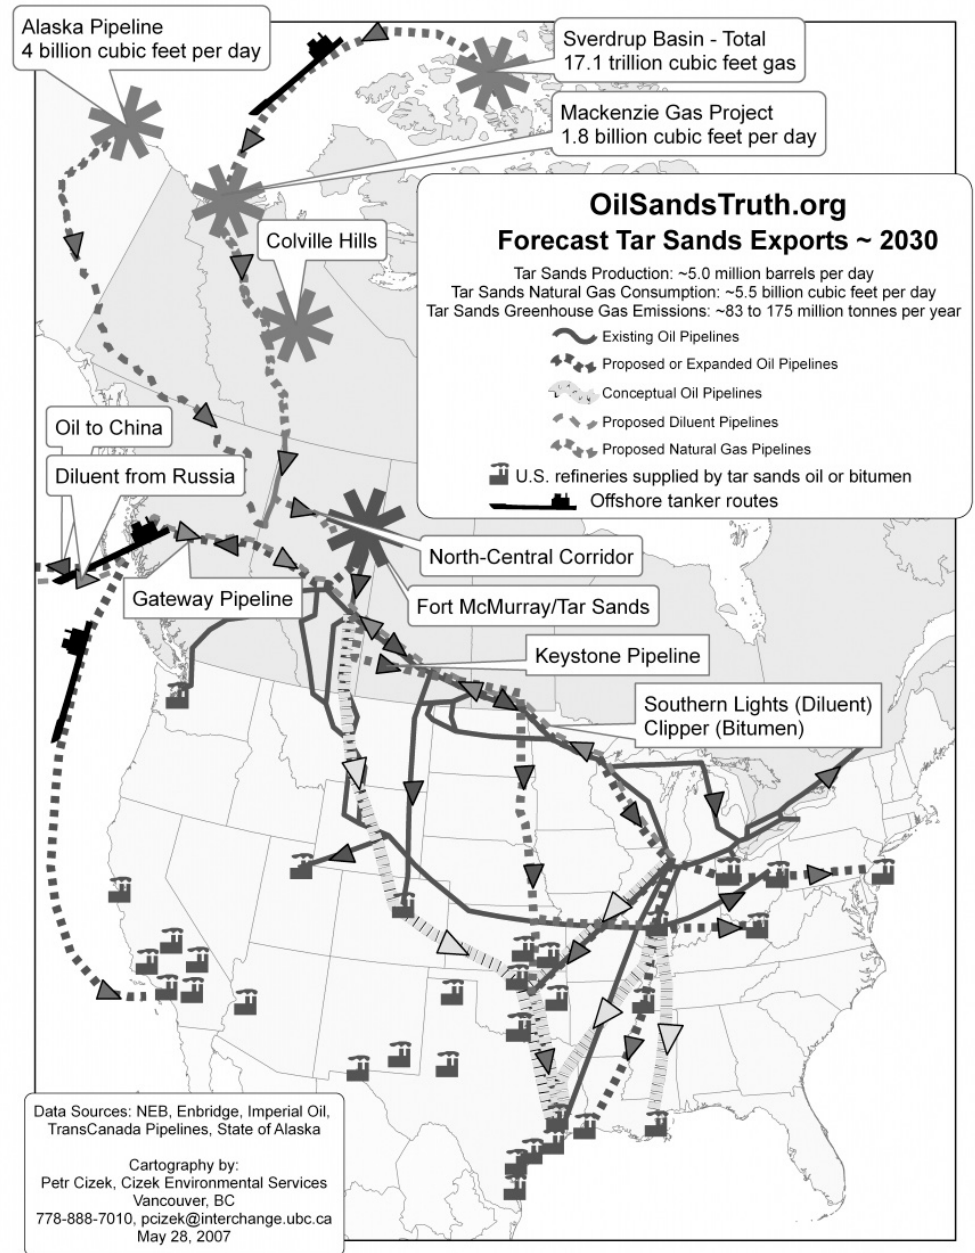 Alaska Pipeline
4 billion cubic feet per day
Sverdrup Basin - Total
17.1 trillion cubic feet gas
Mackenzie Gas Project
1.8 billion cubic feet per day
Colville Hills
OilSandsTruth.org
Forecast Tar Sands Exports ~ 2030
Tar Sands Production: ~5.0 million barrels per day
Tar Sands Natural Gas Consumption: ~5.5 billion cubic feet per day
Tar Sands Greenhouse Gas Emissions: ~83 to 175 million tonnes per year
Existing Oil Pipelines
Proposed or Expanded Oil Pipelines
Conceptual Oil Pipelines
Proposed Diluent Pipelines
Proposed Natural Gas Pipelines
U.S. refineries supplied by tar sands oil or bitumen
Offshore tanker routes
Oil to China
Diluent from Russia
North-Central Corridor
Gateway Pipeline
Fort McMurray/Tar Sands
Keystone Pipeline
Southern Lights (Diluent)
Clipper (Bitumen)
Data Sources: NEB, Enbridge, Imperial Oil,
TransCanada Pipelines, State of Alaska
Cartography by:
Petr Cizek, Cizek Environmental Services
Vancouver, BC
778-888-7010, pcizek@interchange.ubc.ca
May 28, 2007